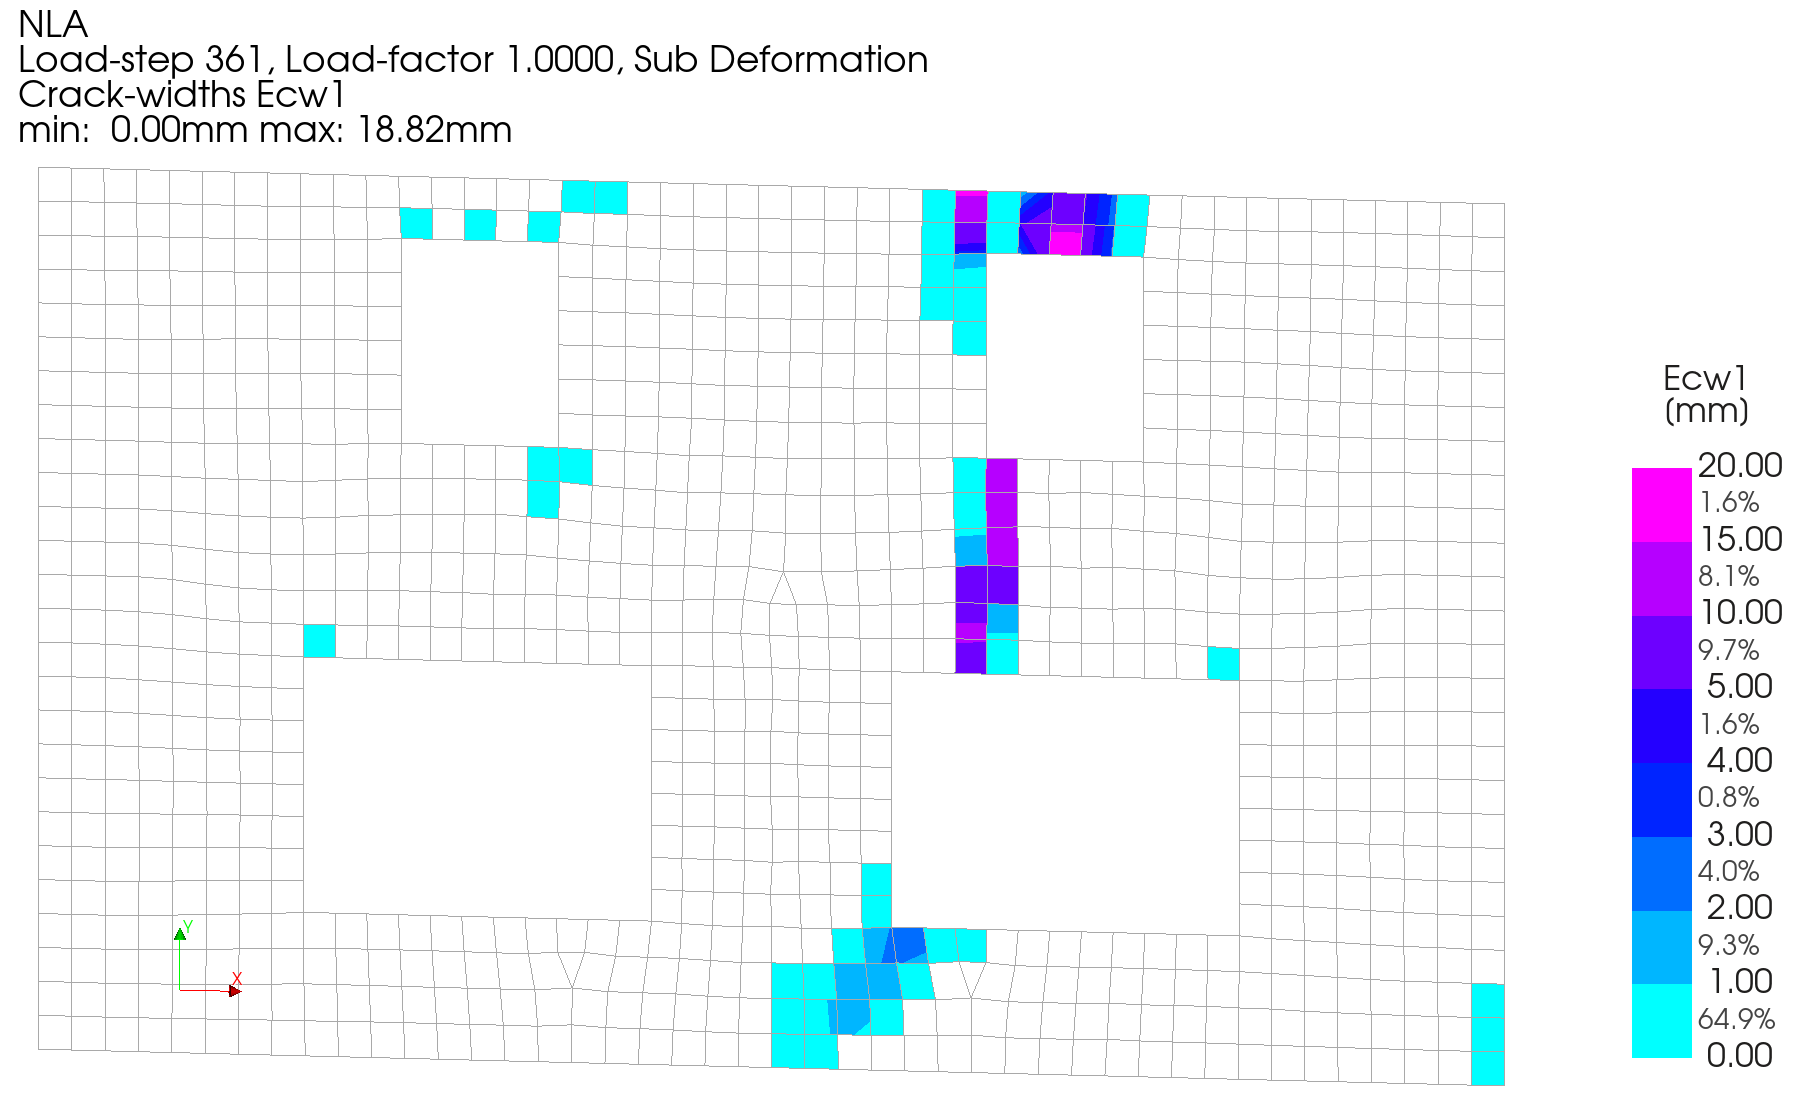 NLA
Load-step 361, Load-factor 1.0000, Sub Deformation
Crack-widths Ecw1
min:  0.00mm max: 18.82mm
Ecw1
(mm)
20.00
1.6%
15.00
8.1%
10.00
9.7%
5.00
1.6%
4.00
0.8%
3.00
4.0%
2.00
9.3%
1.00
64.9%
0.00
Y
X